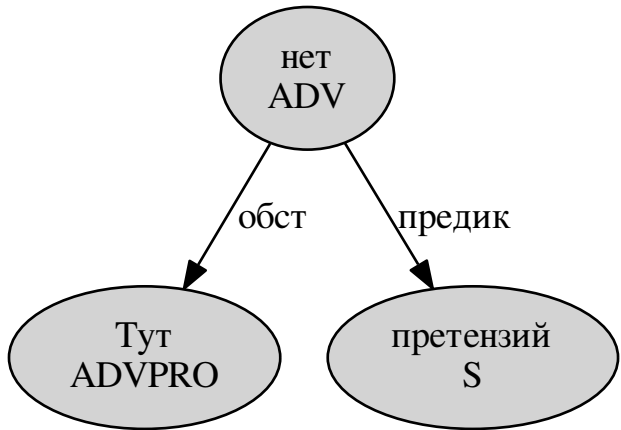 нет
ADV
обст
предик
Тут
ADVPRO
претензий
S